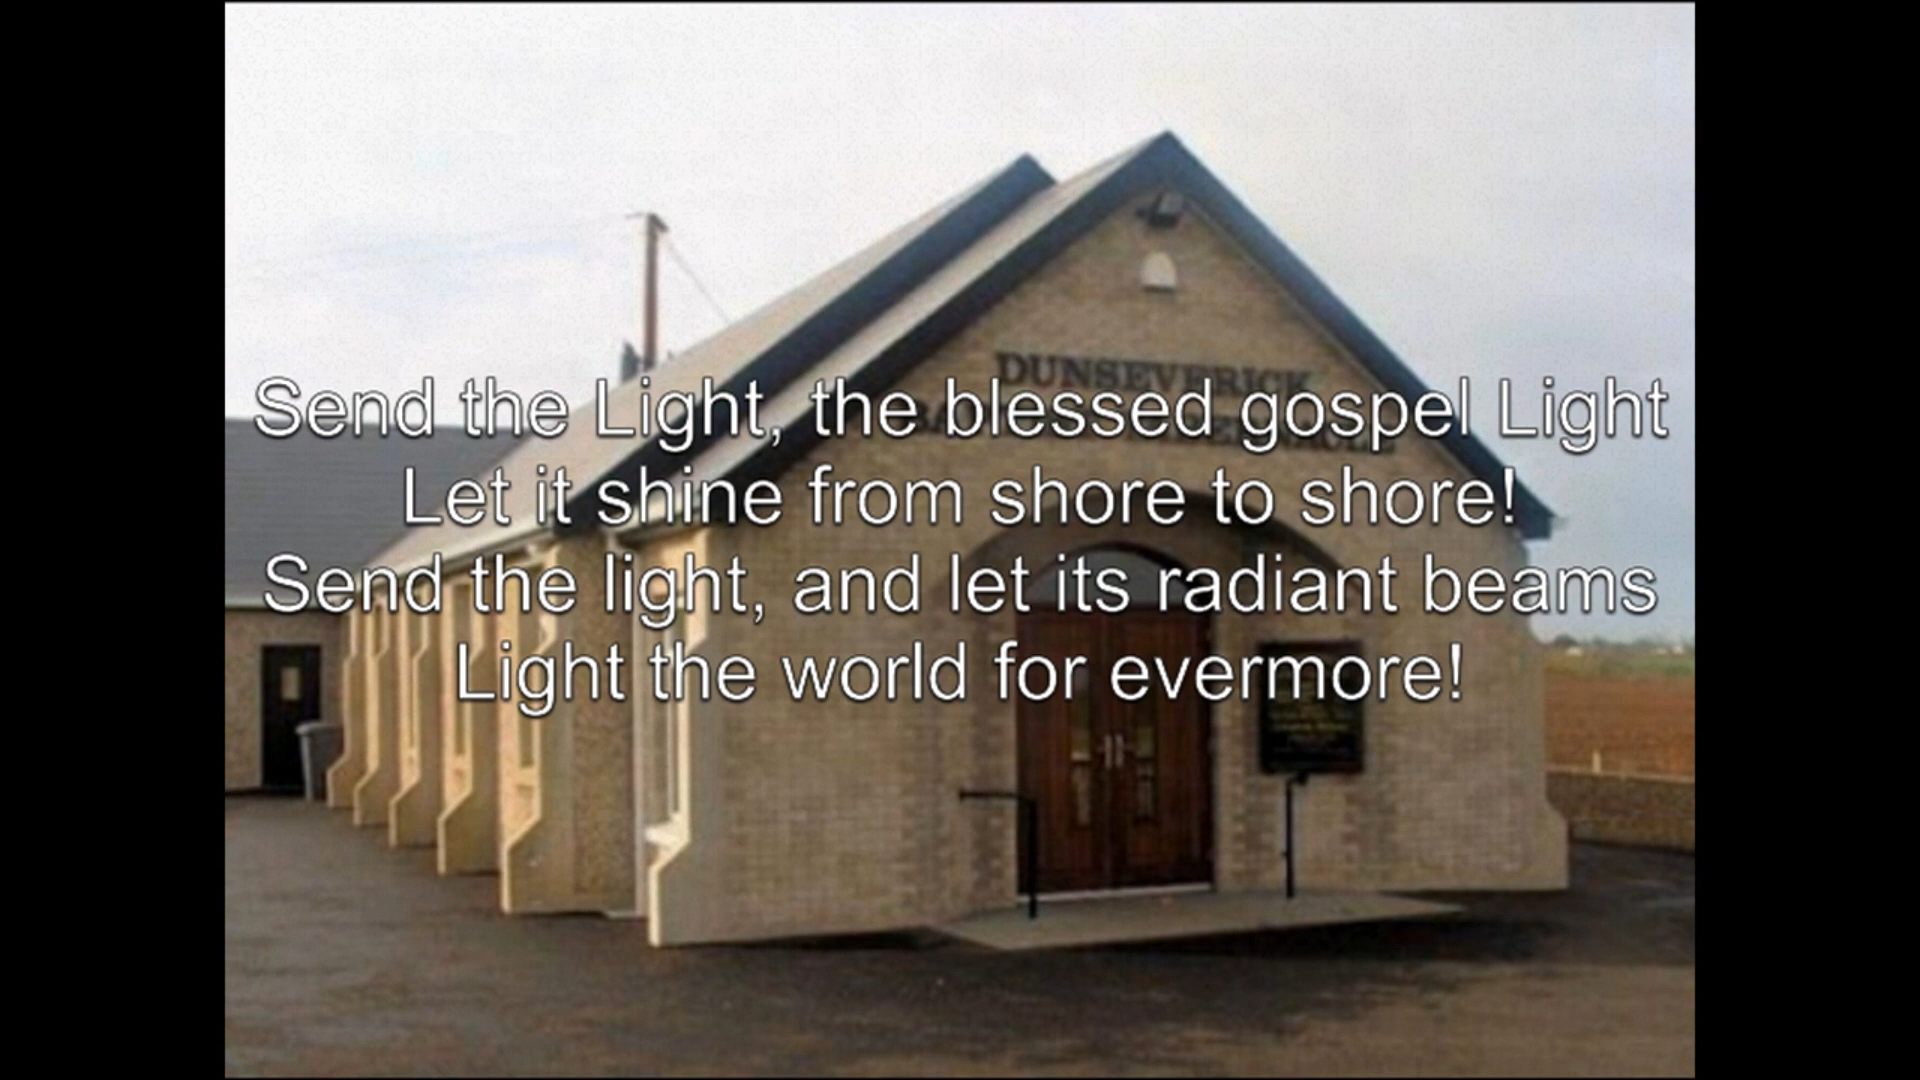 DUNSEVERICK
Send the Light, the blessed gospel Light
Let it shine from shore to shore!
Send the light, and let its radiant beams
Light the world for evermore!